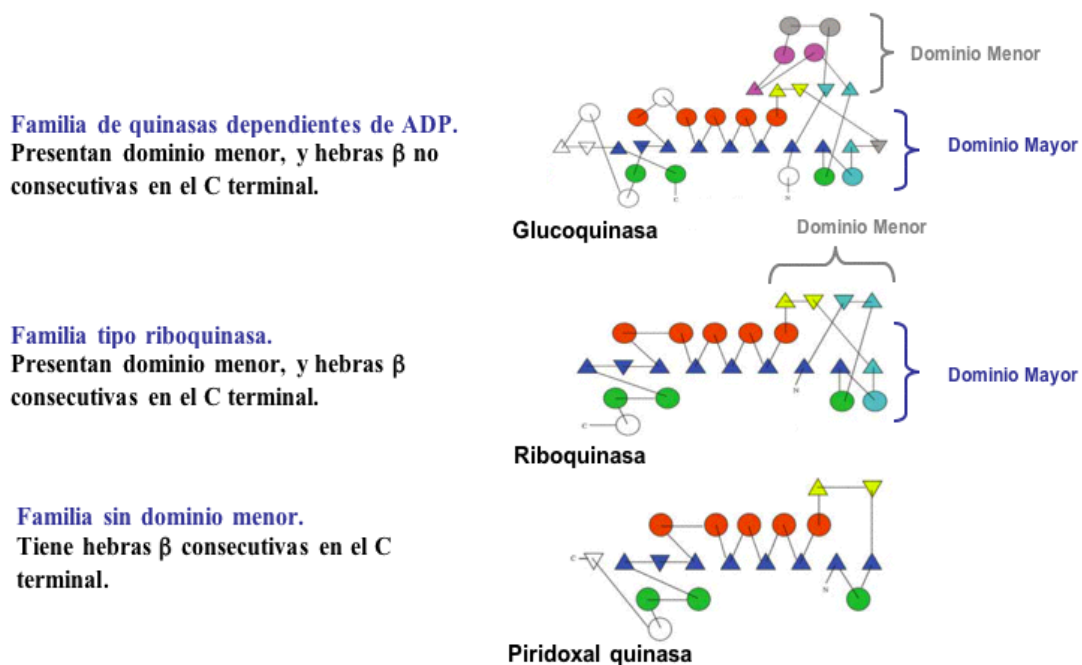 Dominio Menor
Familia de quinasas dependientes de ADP.
Presentan dominio menor, y hebras β no
consecutivas en el C terminal.
Dominio Mayor
C
N
Glucoquinasa
Dominio Menor
Familia tipo riboquinasa.
Presentan dominio menor, y hebras β
consecutivas en el C terminal.
Dominio Mayor
N
C
Riboquinasa
Familia sin dominio menor.
Tiene hebras β consecutivas en el C
terminal.
C
N
Piridoxal quinasa